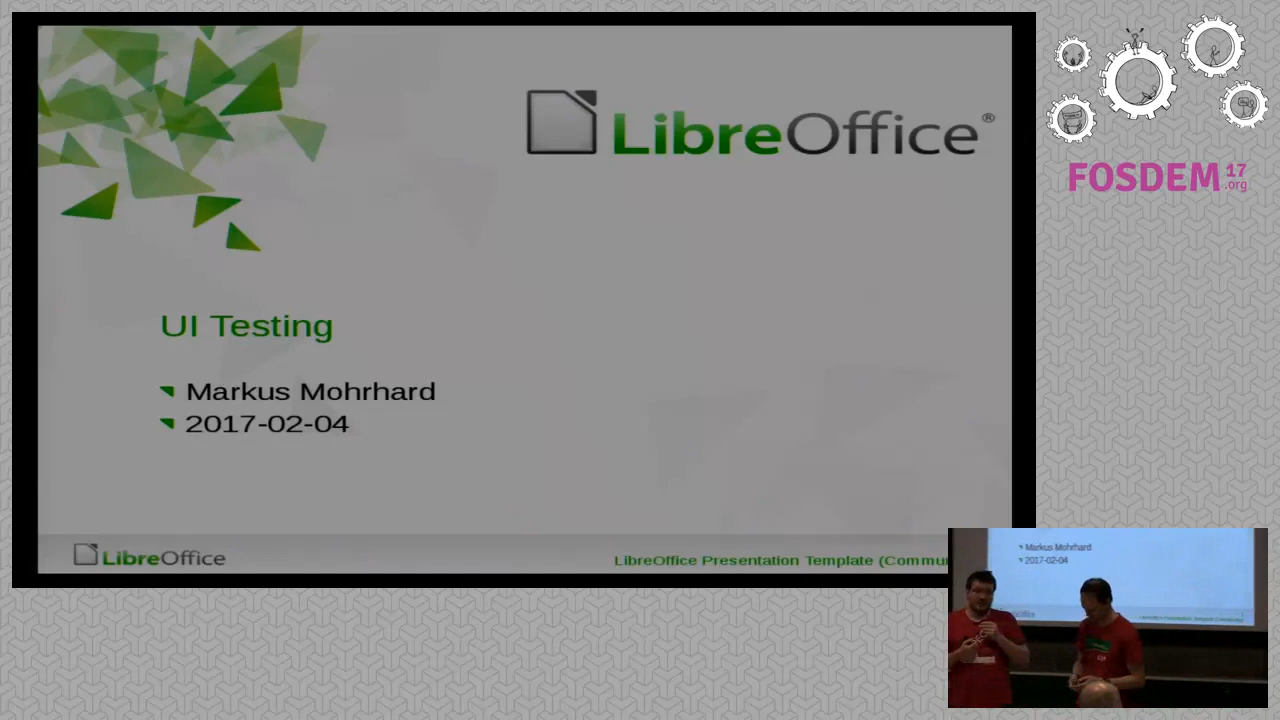 LibreOffice®
FOSDEM 17
.org
UI Testing
Markus Mohrhard
2017-02-04
LibreOffice
LibreOffice Presentation Template (Commu
Markus Mohrhard
2017-02-04